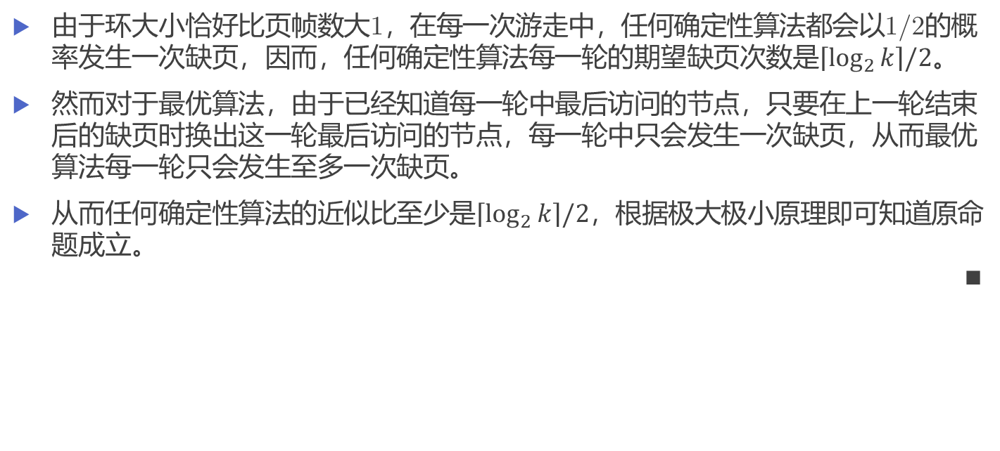 ▶ 由于环大小恰好比页帧数大1，在每一次游走中，任何确定性算法都会以1/2的概
率发生一次缺页，因而，任何确定性算法每一轮的期望缺页次数是⌈log₂ k⌉/2。
▶ 然而对于最优算法，由于已经知道每一轮中最后访问的节点，只要在上一轮结束
后的缺页时换出这一轮最后访问的节点，每一轮中只会发生一次缺页，从而最优
算法每一轮只会发生至多一次缺页。
▶ 从而任何确定性算法的近似比至少是⌈log₂ k⌉/2，根据极大极小原理即可知道原命
题成立。
■